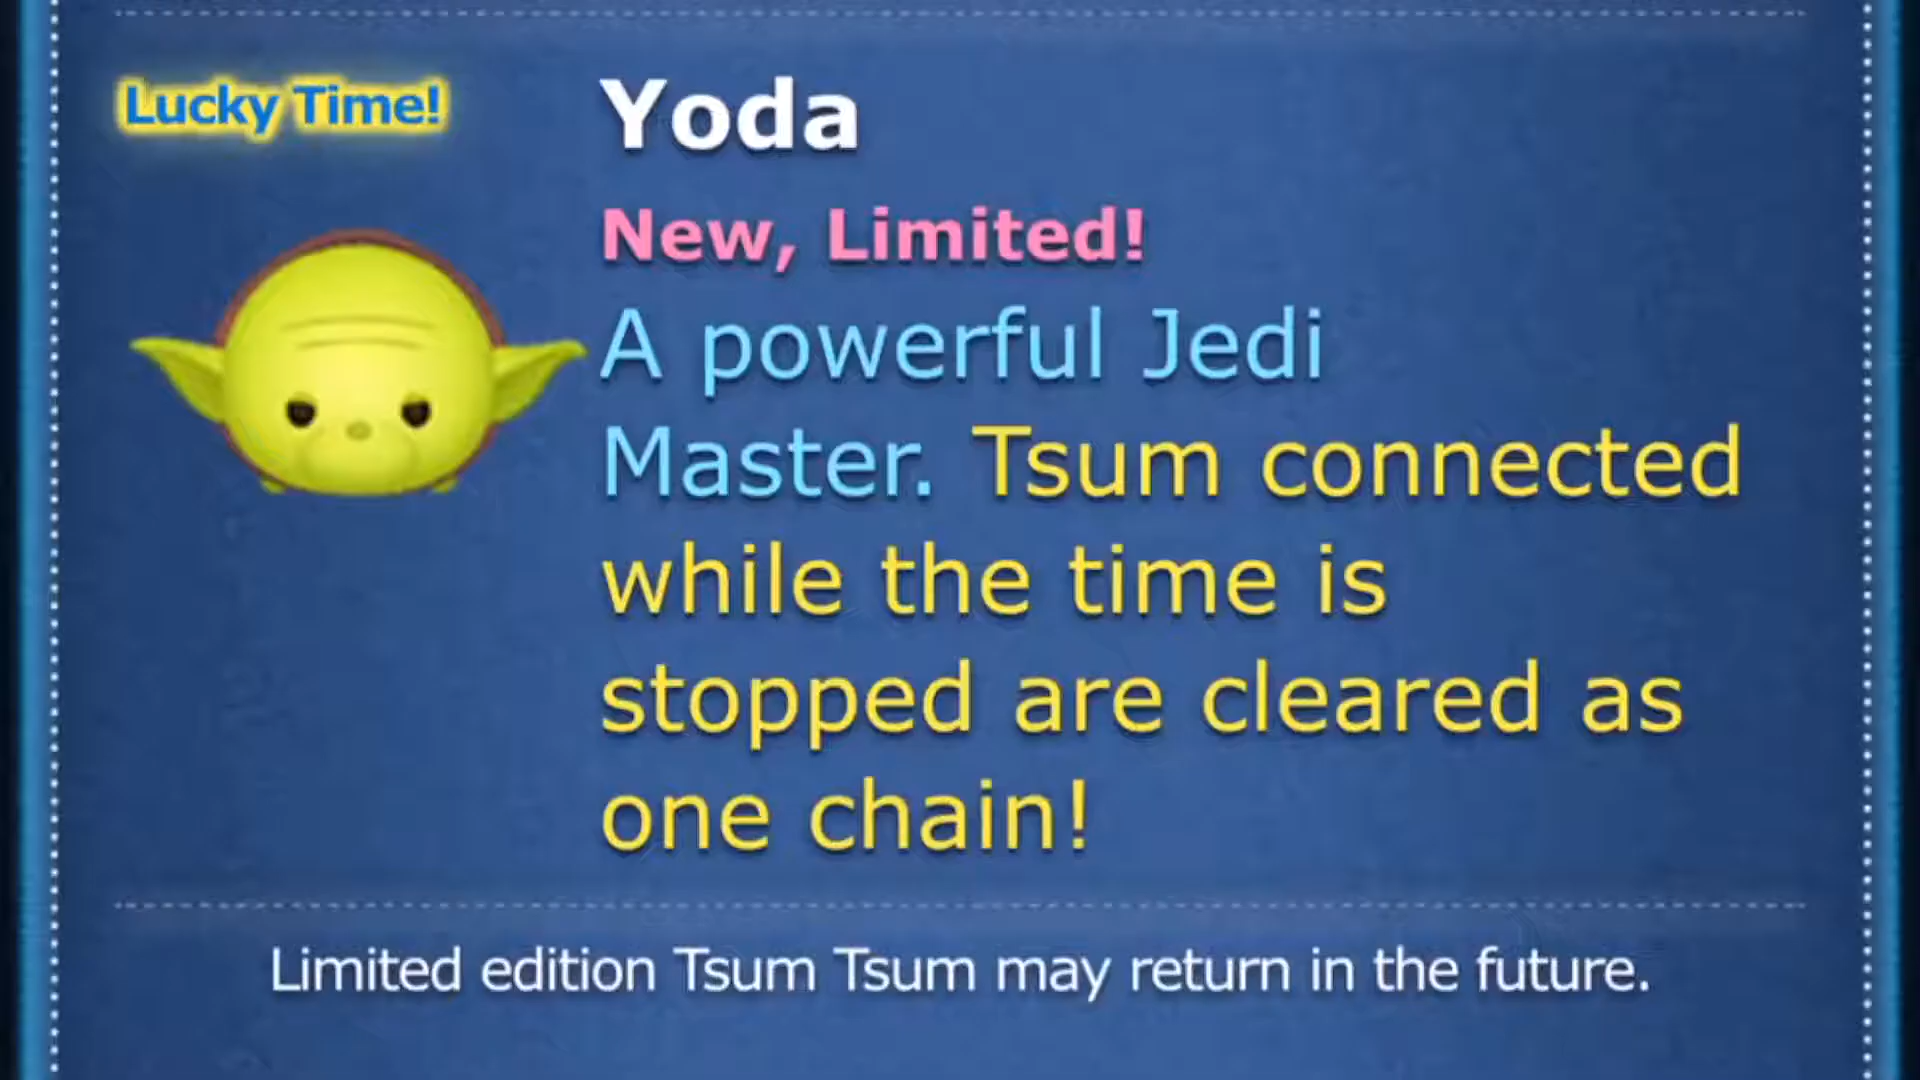 Lucky Time!
Yoda
New, Limited!
A powerful Jedi
Master. Tsum connected
while the time is
stopped are cleared as
one chain!
Limited edition Tsum Tsum may return in the future.